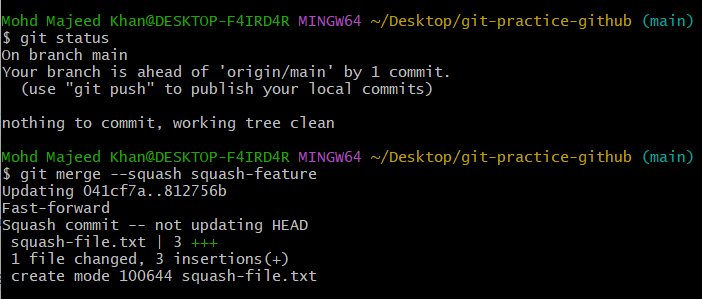 Mohd Majeed Khan@DESKTOP-F4IRD4R MINGW64 ~/Desktop/git-practice-github (main)
$ git status
On branch main
Your branch is ahead of 'origin/main' by 1 commit.
  (use "git push" to publish your local commits)

nothing to commit, working tree clean

Mohd Majeed Khan@DESKTOP-F4IRD4R MINGW64 ~/Desktop/git-practice-github (main)
$ git merge --squash squash-feature
Updating 041cf7a..812756b
Fast-forward
Squash commit -- not updating HEAD
 squash-file.txt | 3 +++
 1 file changed, 3 insertions(+)
 create mode 100644 squash-file.txt